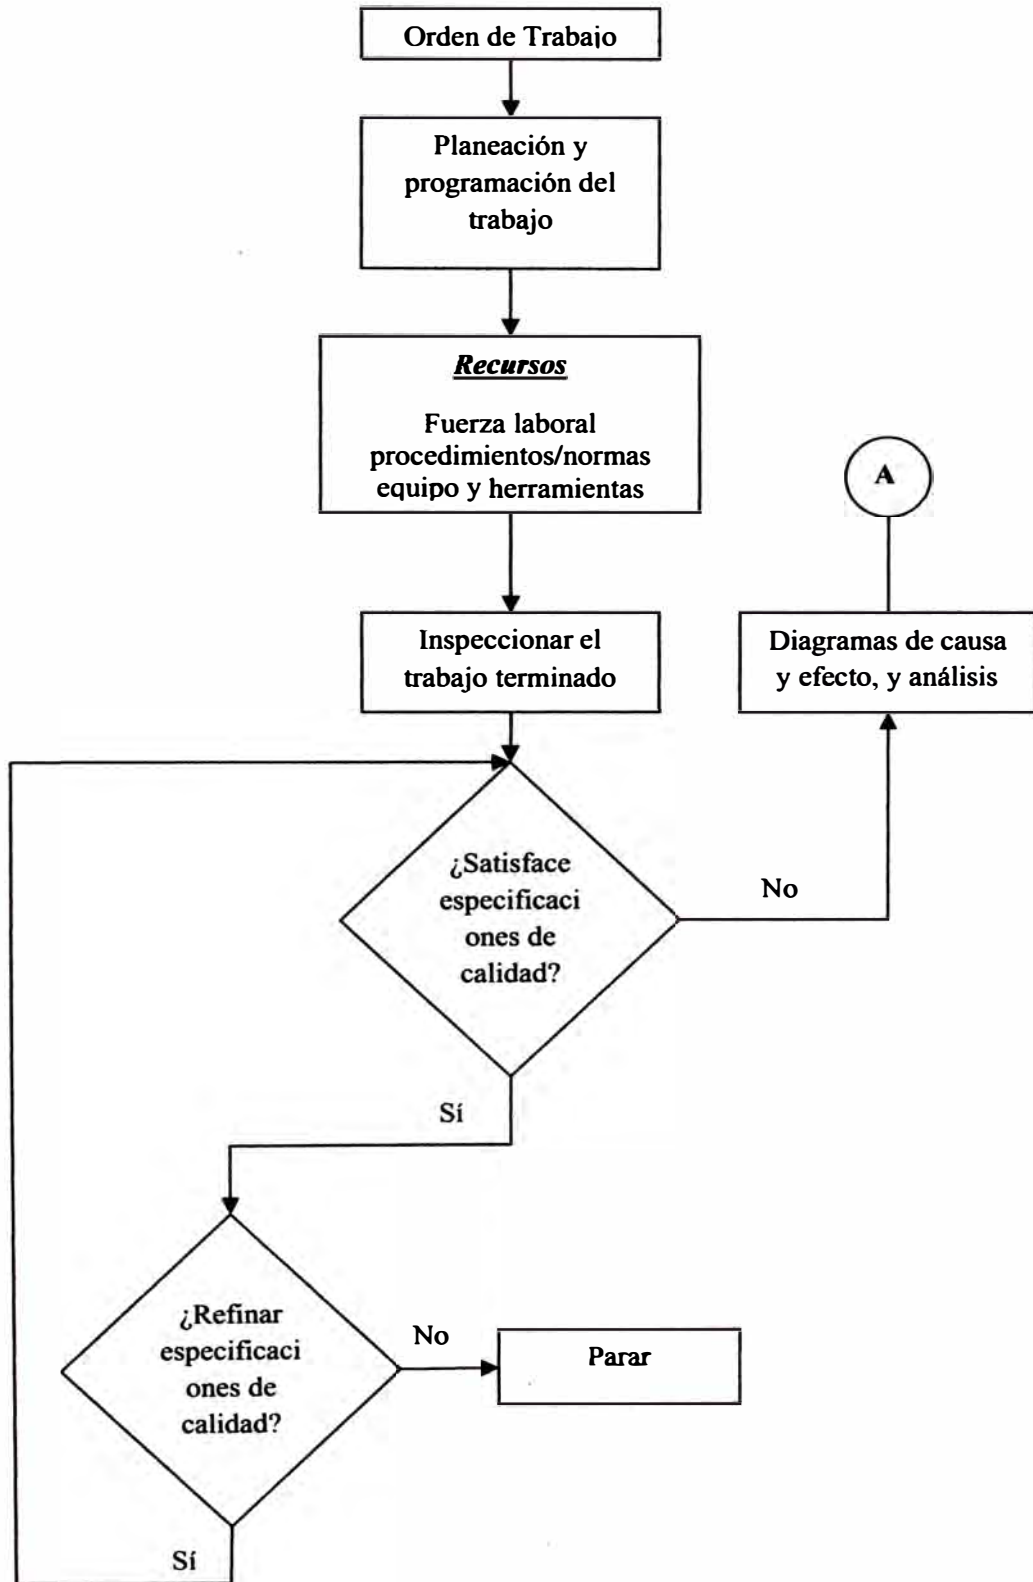 Orden de Trabajo
Planeación y
programación del
trabajo
Recursos
Fuerza laboral
procedimientos/normas
equipo y herramientas
A
Inspeccionar el
trabajo terminado
Diagramas de causa
y efecto, y análisis
¿Satisface
especificaci
ones de
calidad?
No
Sí
¿Refinar
especificaci
ones de
calidad?
No
Parar
Sí